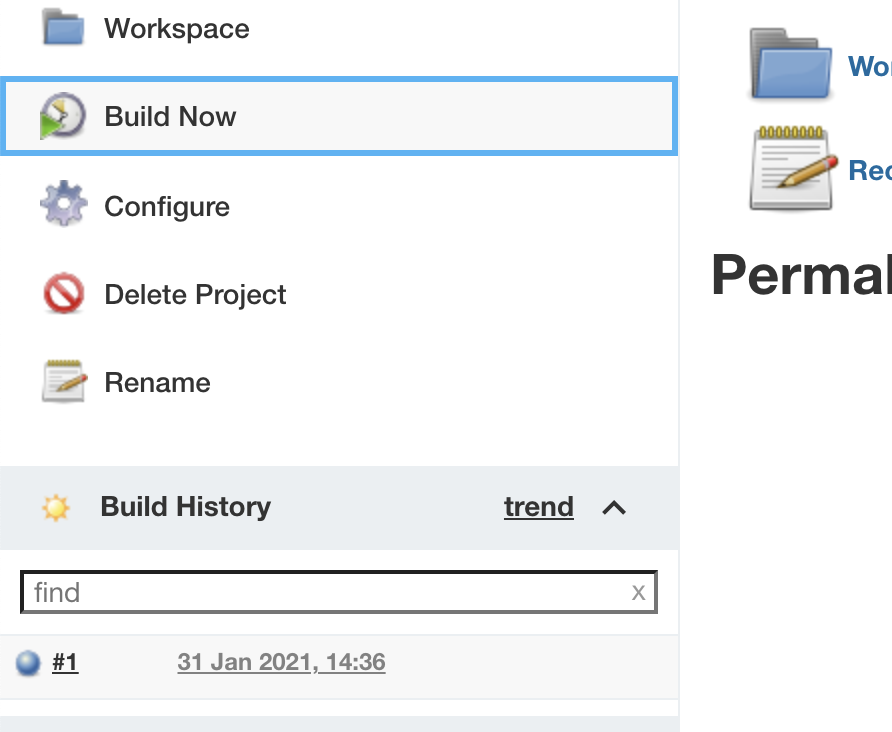 Workspace
Build Now
Configure
Delete Project
Rename
Build History trend
find x
#1 31 Jan 2021, 14:36